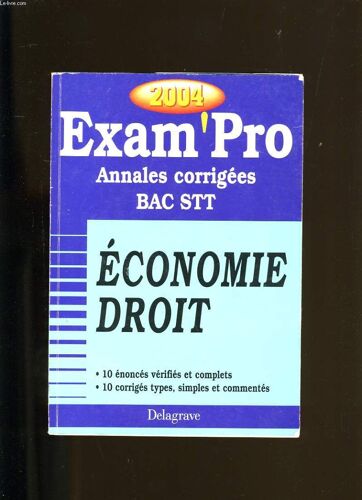 Le-livre.com
2004
Exam'Pro
Annales corrigées
BAC STT
ÉCONOMIE
DROIT
• 10 énoncés vérifiés et complets
• 10 corrigés types, simples et commentés
Delagrave